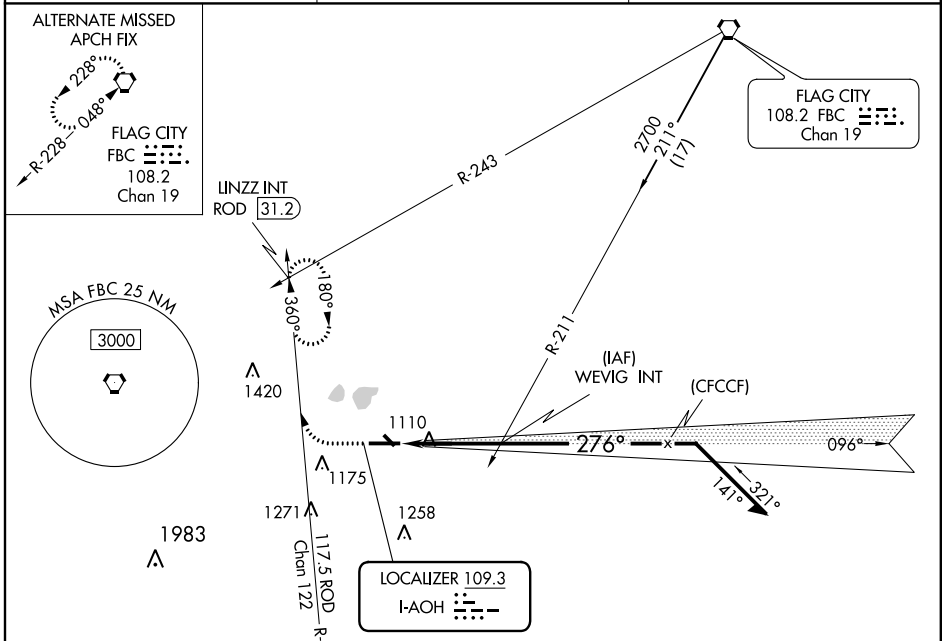 ALTERNATE MISSED
APCH FIX
228°
R-228
048°
FLAG CITY
FBC
108.2
Chan 19
FLAG CITY
108.2 FBC
Chan 19
2700
211°
(17)
R-243
LINZZ INT
ROD 31.2
180°
360°
MSA FBC 25 NM
3000
R-211
(IAF)
WEVIG INT
(CFCCF)
1420
1110
276°
096°
1175
141°
321°
1271
1258
1983
117.5 ROD
Chan 122
R-
LOCALIZER 109.3
I-AOH